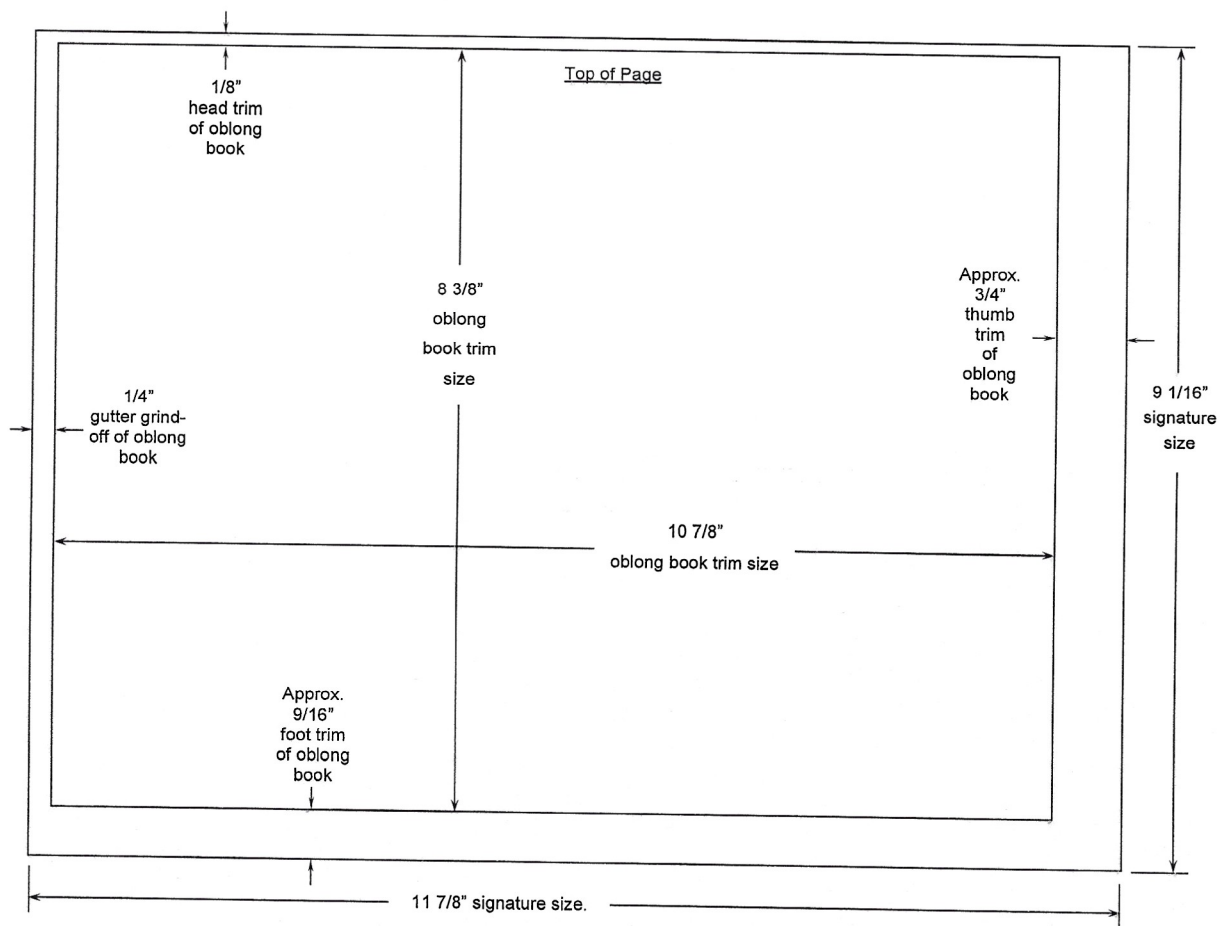 Top of Page
1/8"
head trim
of oblong
book
8 3/8"
oblong
book trim
size
Approx.
3/4"
thumb
trim
of
oblong
book
1/4"
gutter grind-
off of oblong
book
9 1/16"
signature
size
10 7/8"
oblong book trim size
Approx.
9/16"
foot trim
of oblong
book
11 7/8" signature size.